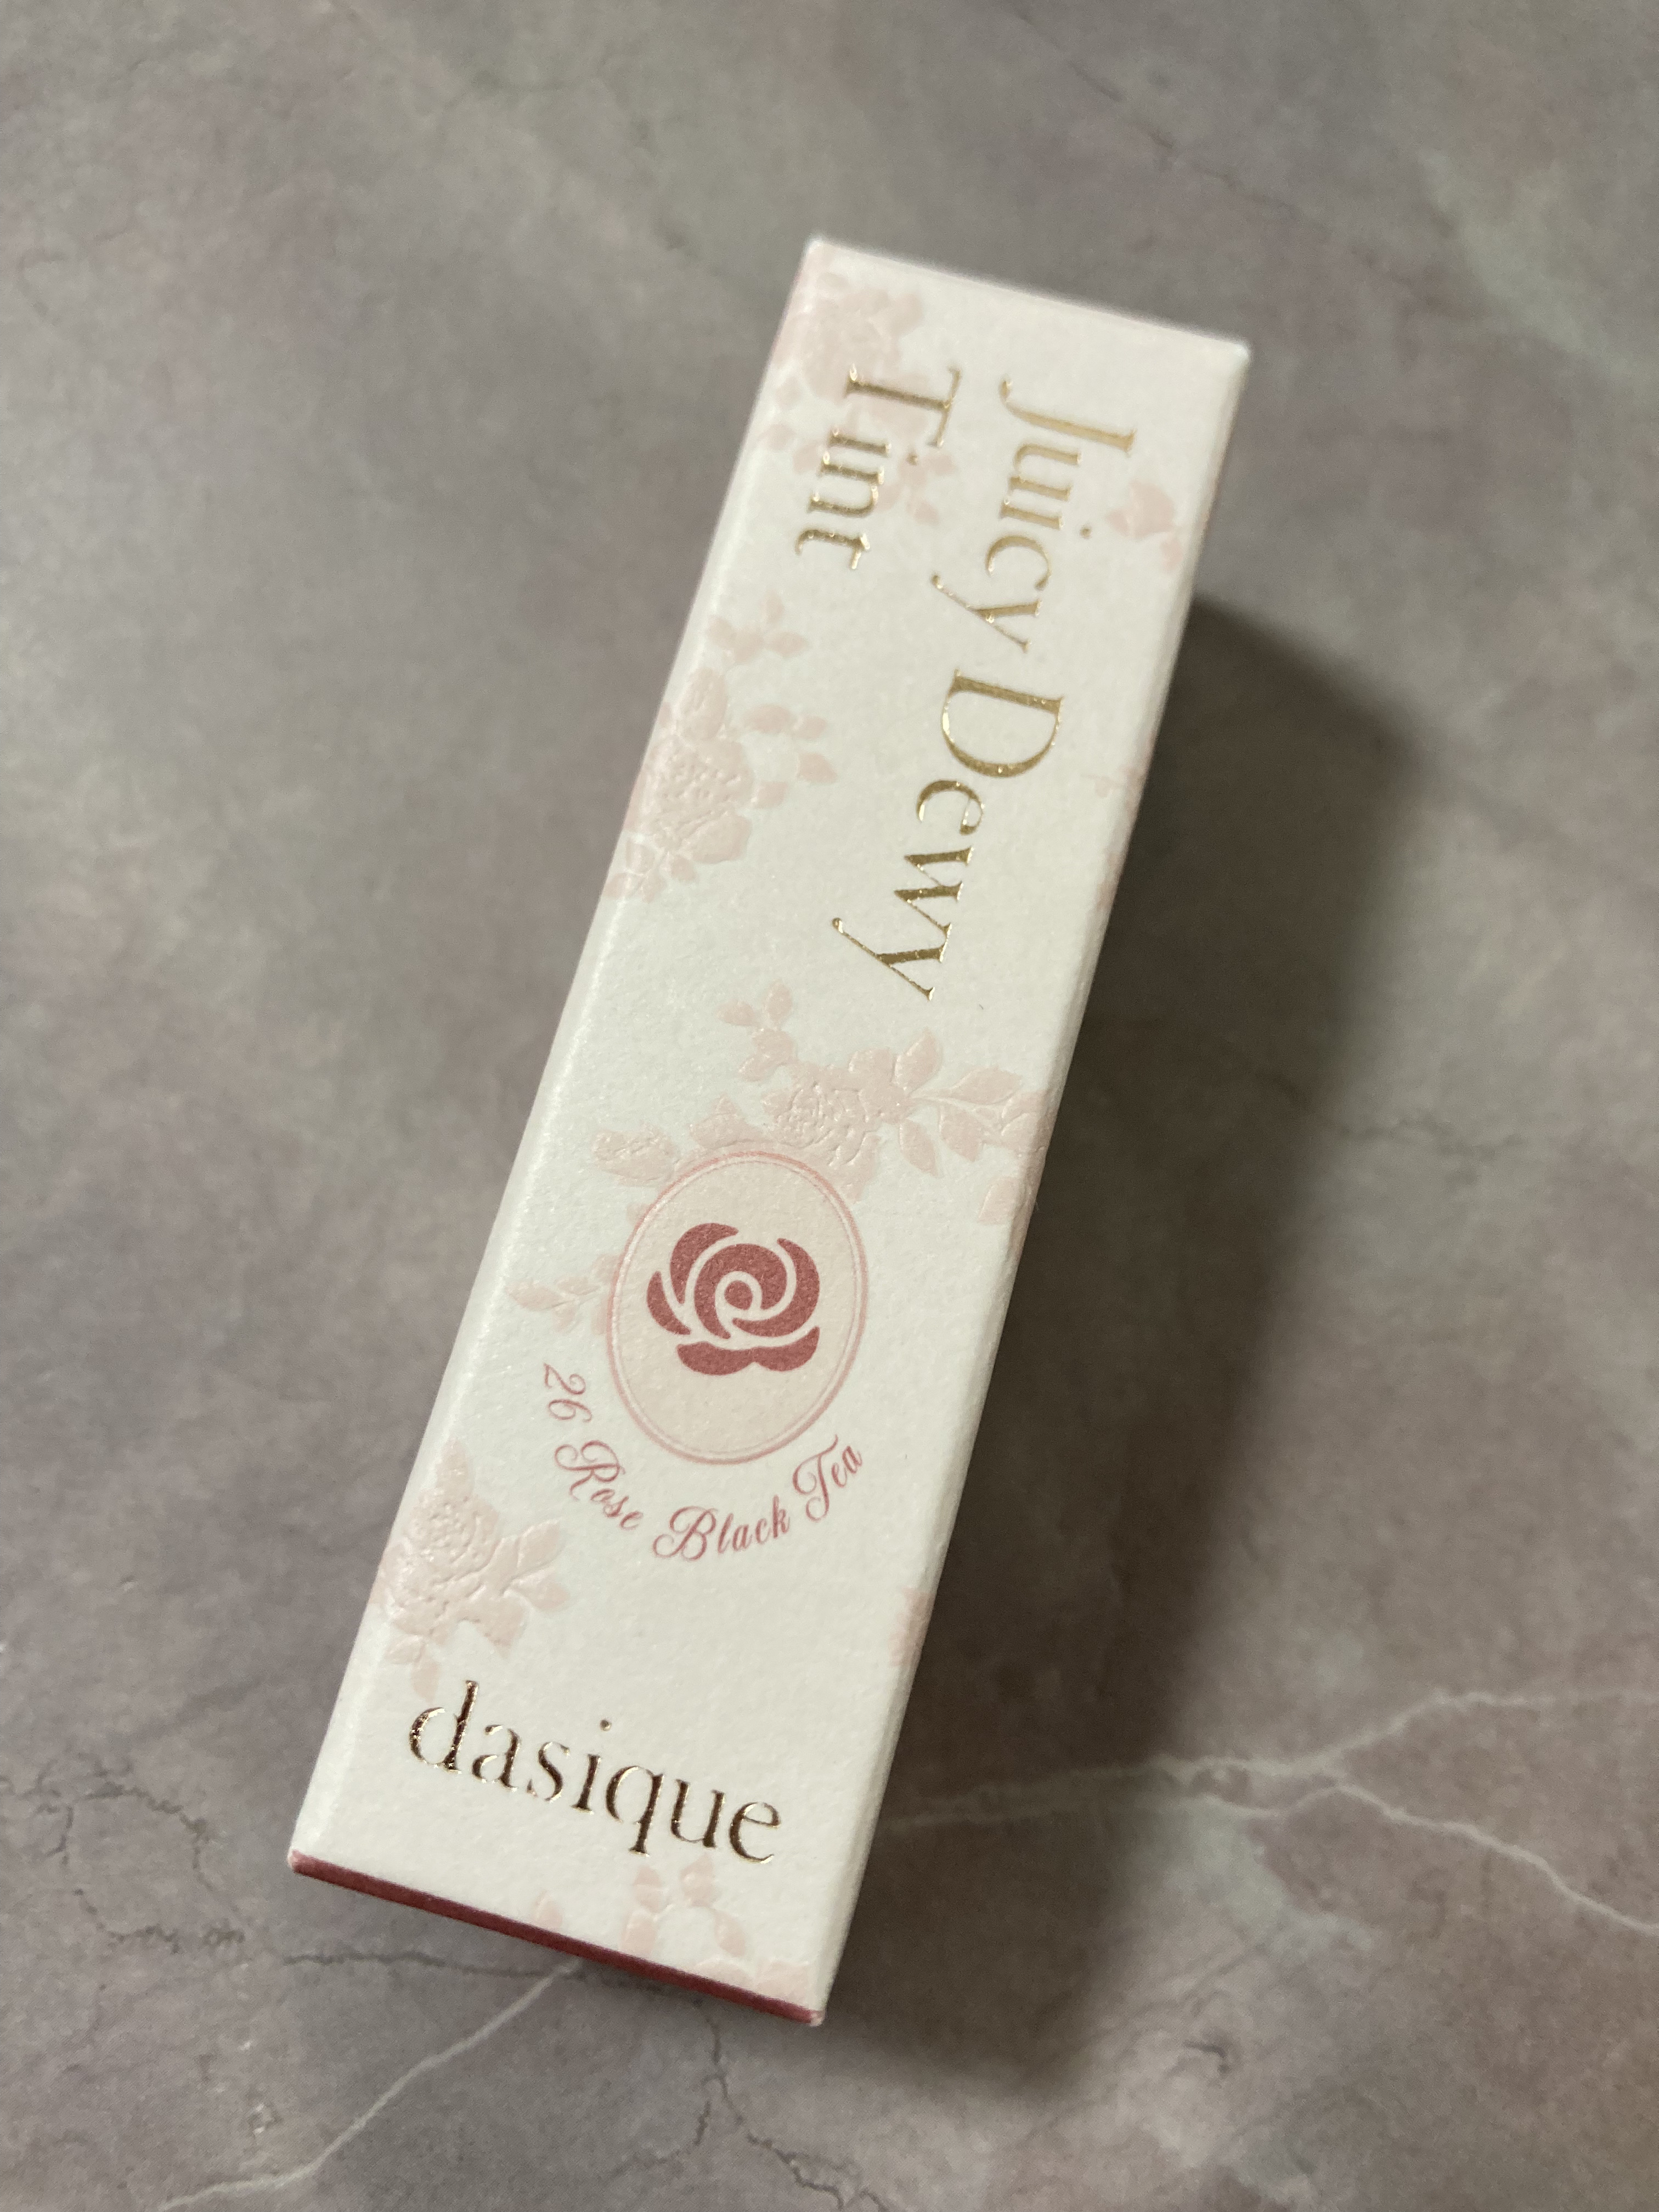 Juicy Dewy
Tint
26 Rose Black Tea
dasique